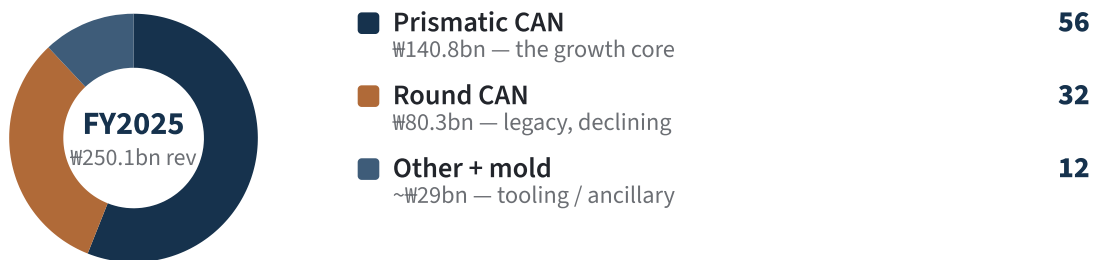 FY2025
₩250.1bn rev
Prismatic CAN
56
₩140.8bn — the growth core
Round CAN
32
₩80.3bn — legacy, declining
Other + mold
12
~₩29bn — tooling / ancillary